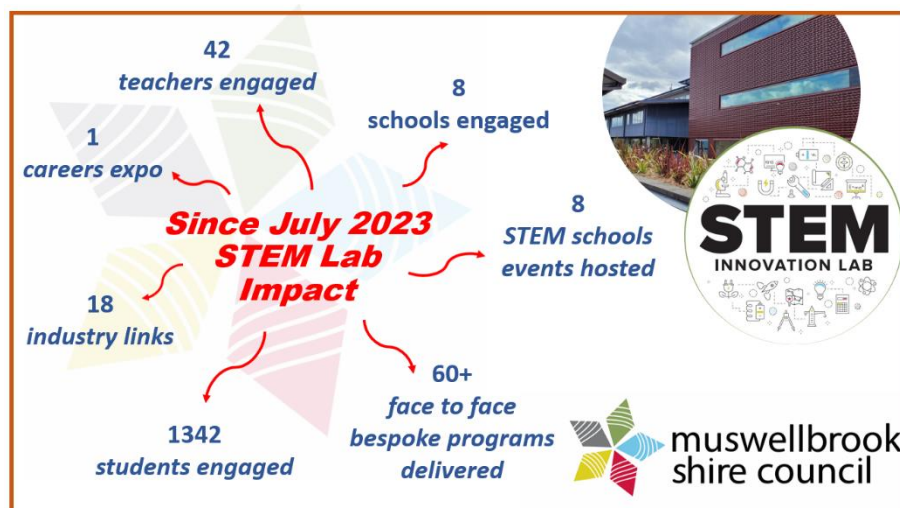 42
teachers engaged
8
schools engaged
1
careers expo
Since July 2023
STEM Lab
Impact
8
STEM schools
events hosted
18
industry links
1342
students engaged
60+
face to face
bespoke programs
delivered
STEM
INNOVATION LAB
muswellbrook
shire council